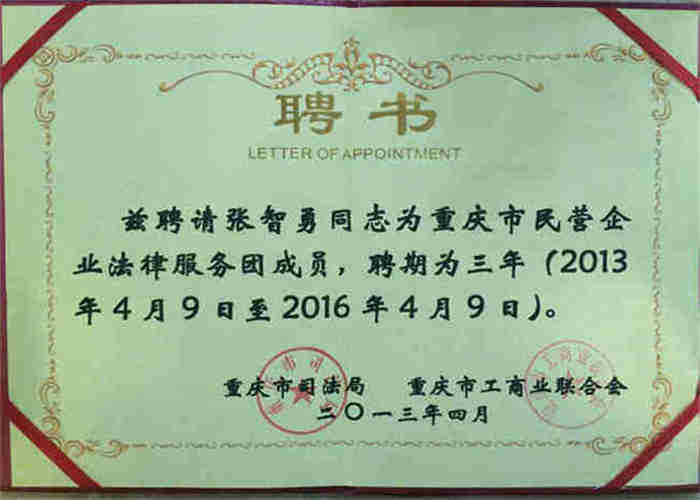 聘书
LETTER OF APPOINTMENT
兹聘请张智勇同志为重庆市民营企
业法律服务团成员，聘期为三年（2013
年4月9日至2016年4月9日）。
重庆市司法局 重庆市工商业联合会
二〇一三年四月